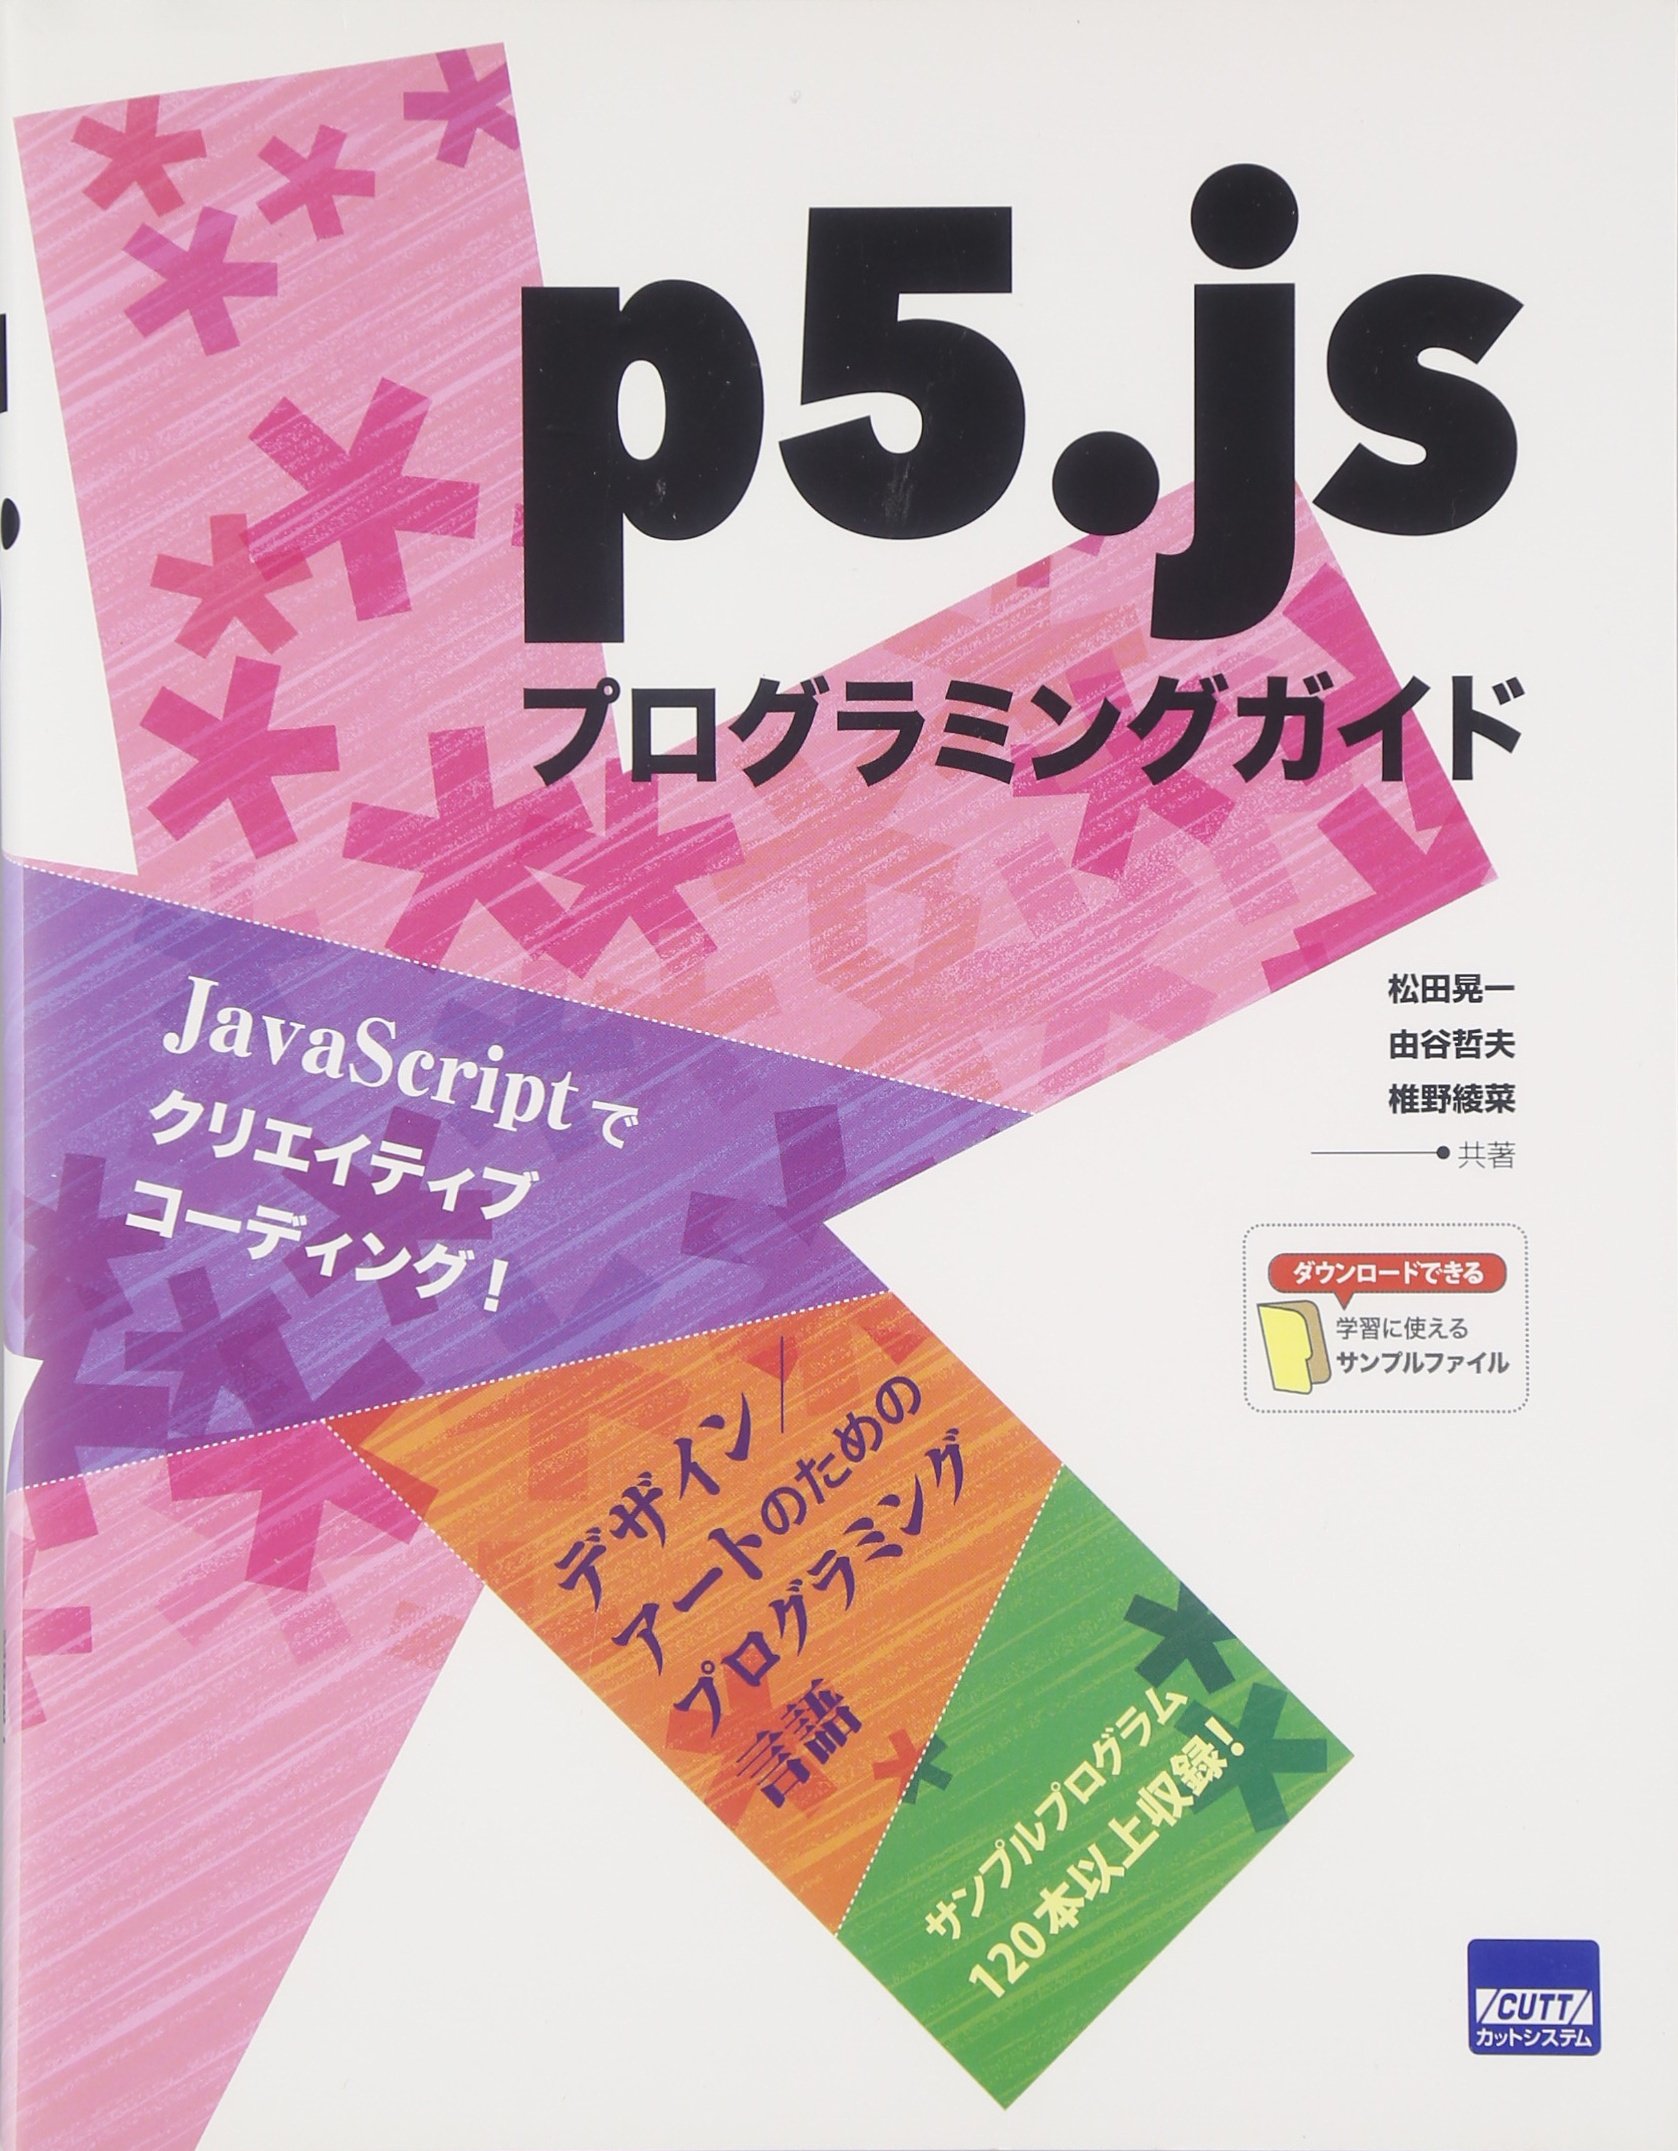 p5.js
プログラミングガイド
松田晃一
由谷哲夫
椎野綾菜
共著
JavaScriptで
クリエイティブ
コーディング！
ダウンロードできる
学習に使える
サンプルファイル
デザイン／
アートのための
プログラミング
言語
サンプルプログラム
120本以上収録！
CUTT
カットシステム